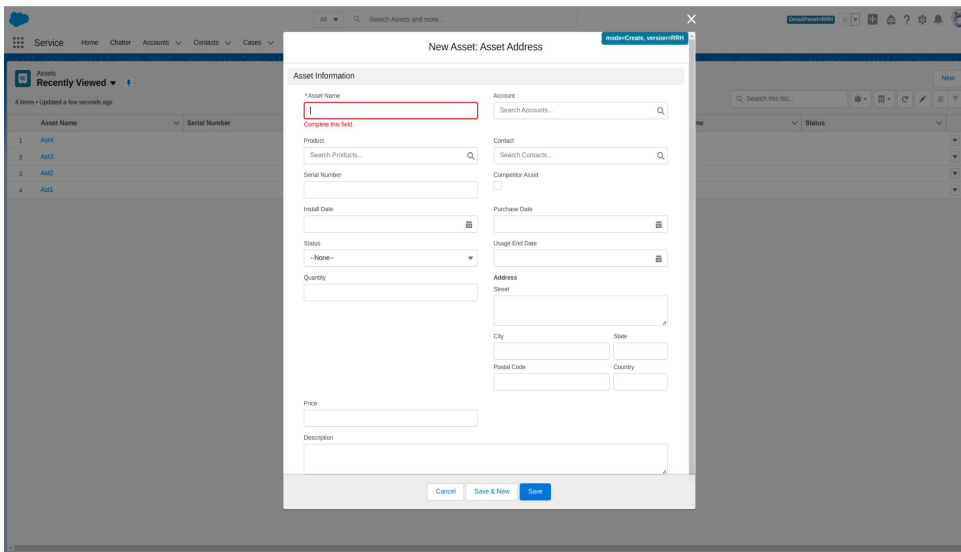 All
Search Assets and more...
DetailPanel=RRH
Service Home Chatter Accounts Contacts Cases
mode=Create, version=RRH
New Asset: Asset Address
Assets
Recently Viewed
New
4 items • Updated a few seconds ago
Search this list...
Asset Name Serial Number
Status
1 Ast4
2 Ast3
3 Ast2
4 Ast1
Asset Information
* Asset Name
Account
Search Accounts...
Complete this field.
Product
Contact
Search Products...
Search Contacts...
Serial Number
Competitor Asset
Install Date
Purchase Date
Status
Usage End Date
--None--
Quantity
Address
Street
City
State
Postal Code
Country
Price
Description
Cancel
Save & New
Save